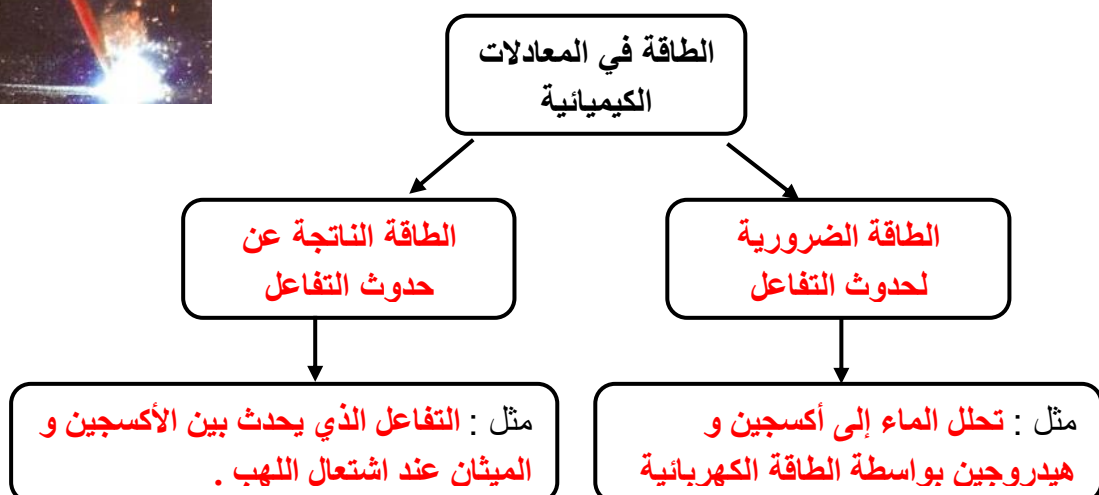 الطاقة في المعادلات
الكيميائية
الطاقة الضرورية
لحدوث التفاعل
الطاقة الناتجة عن
حدوث التفاعل
مثل : تحلل الماء إلى أكسجين و
هيدروجين بواسطة الطاقة الكهربائية
مثل : التفاعل الذي يحدث بين الأكسجين و
الميثان عند اشتعال اللهب .